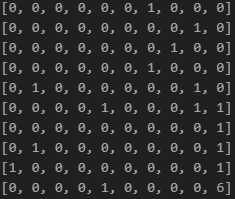 [0, 0, 0, 0, 0, 0, 1, 0, 0, 0]
[0, 0, 0, 0, 0, 0, 0, 0, 1, 0]
[0, 0, 0, 0, 0, 0, 0, 1, 0, 0]
[0, 0, 0, 0, 0, 0, 1, 0, 0, 0]
[0, 1, 0, 0, 0, 0, 0, 0, 1, 0]
[0, 0, 0, 0, 1, 0, 0, 0, 1, 1]
[0, 0, 0, 0, 0, 0, 0, 0, 0, 1]
[0, 1, 0, 0, 0, 0, 0, 0, 0, 1]
[1, 0, 0, 0, 0, 0, 0, 0, 0, 1]
[0, 0, 0, 0, 1, 0, 0, 0, 0, 6]